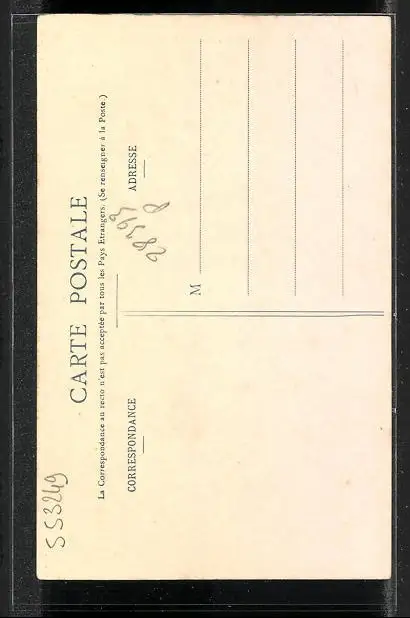 SS3249
CARTE POSTALE
La Correspondance au recto n'est pas acceptée par tous les Pays Etrangers. (Se renseigner à la Poste.)
CORRESPONDANCE
ADRESSE
M